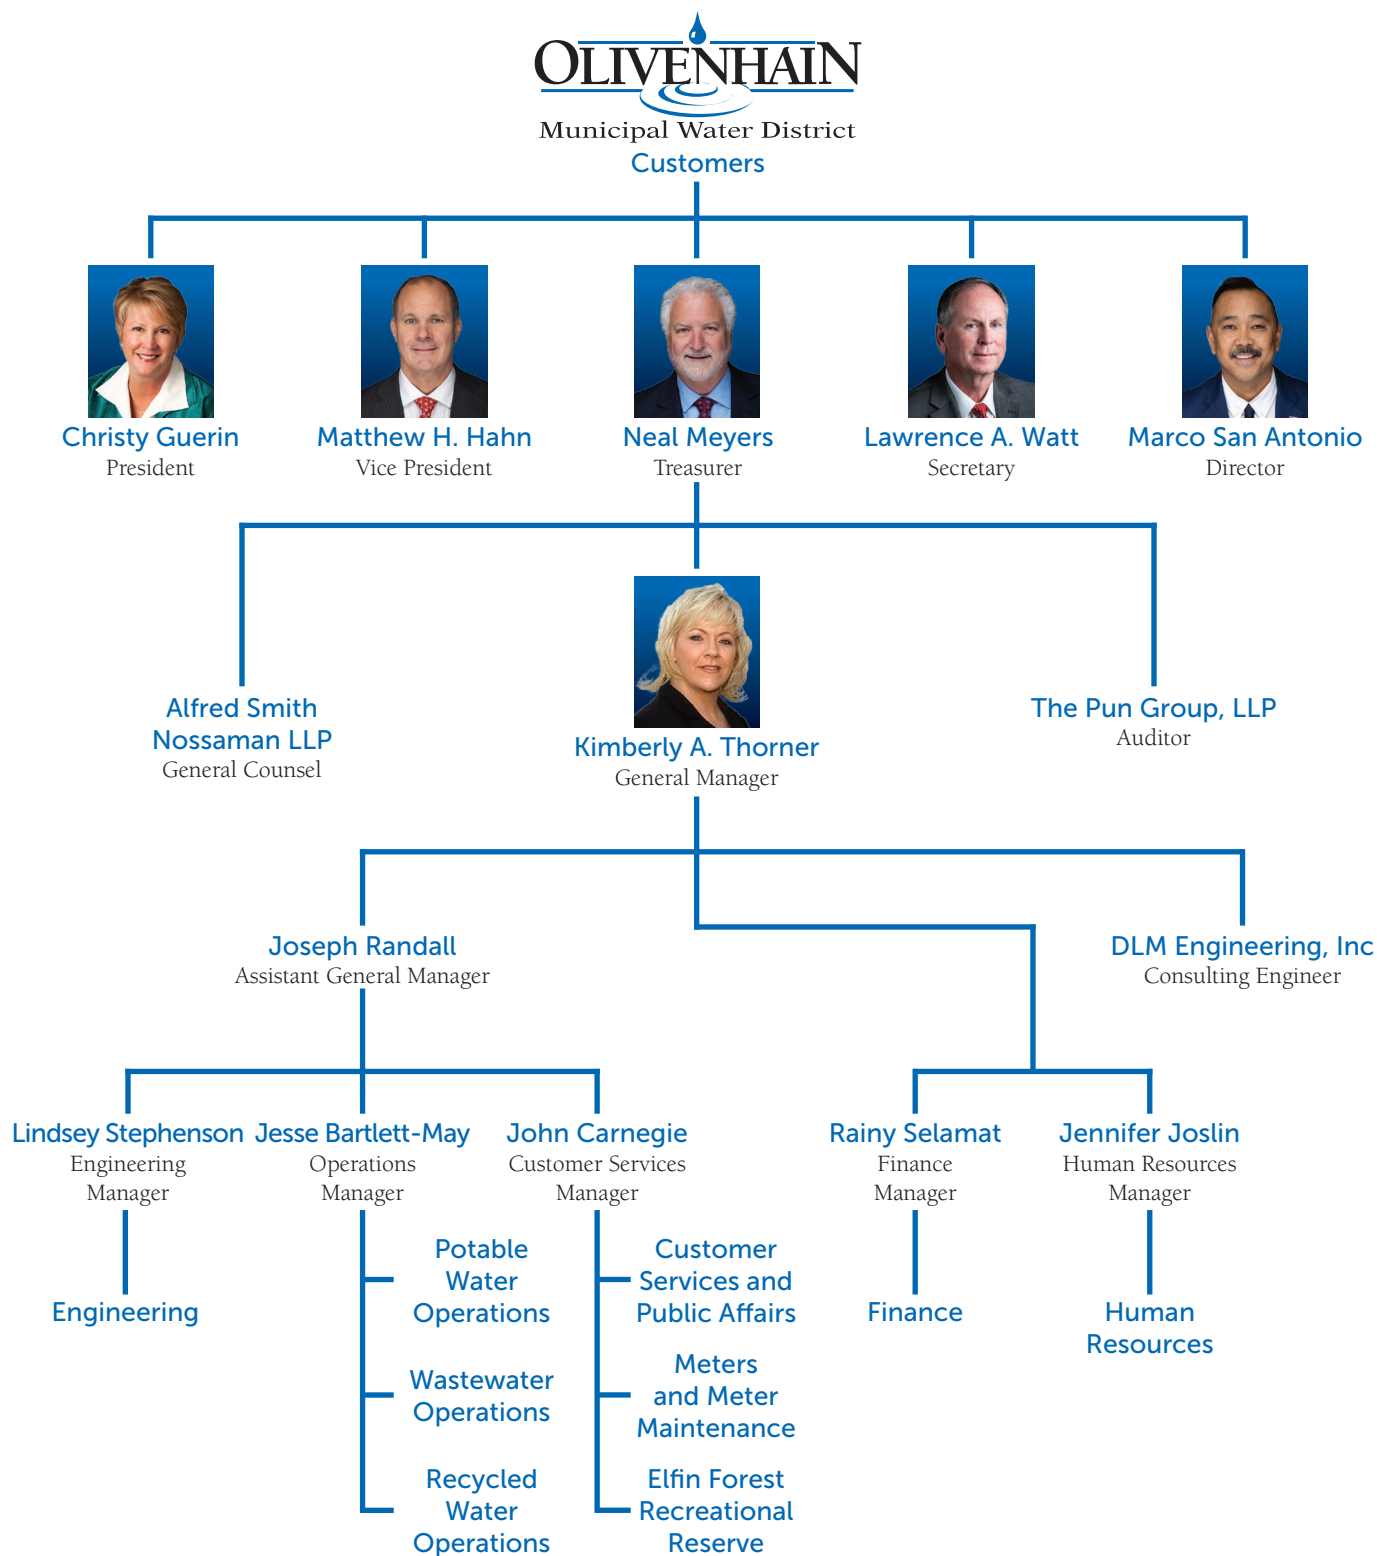 OLIVENHAIN
Municipal Water District
Customers
Christy Guerin
President
Matthew H. Hahn
Vice President
Neal Meyers
Treasurer
Lawrence A. Watt
Secretary
Marco San Antonio
Director
Alfred Smith
Nossaman LLP
General Counsel
Kimberly A. Thorner
General Manager
The Pun Group, LLP
Auditor
Joseph Randall
Assistant General Manager
DLM Engineering, Inc
Consulting Engineer
Lindsey Stephenson
Engineering
Manager
Jesse Bartlett-May
Operations
Manager
John Carnegie
Customer Services
Manager
Rainy Selamat
Finance
Manager
Jennifer Joslin
Human Resources
Manager
Engineering
Potable
Water
Operations
Wastewater
Operations
Recycled
Water
Operations
Customer
Services and
Public Affairs
Meters
and Meter
Maintenance
Elfin Forest
Recreational
Reserve
Finance
Human
Resources